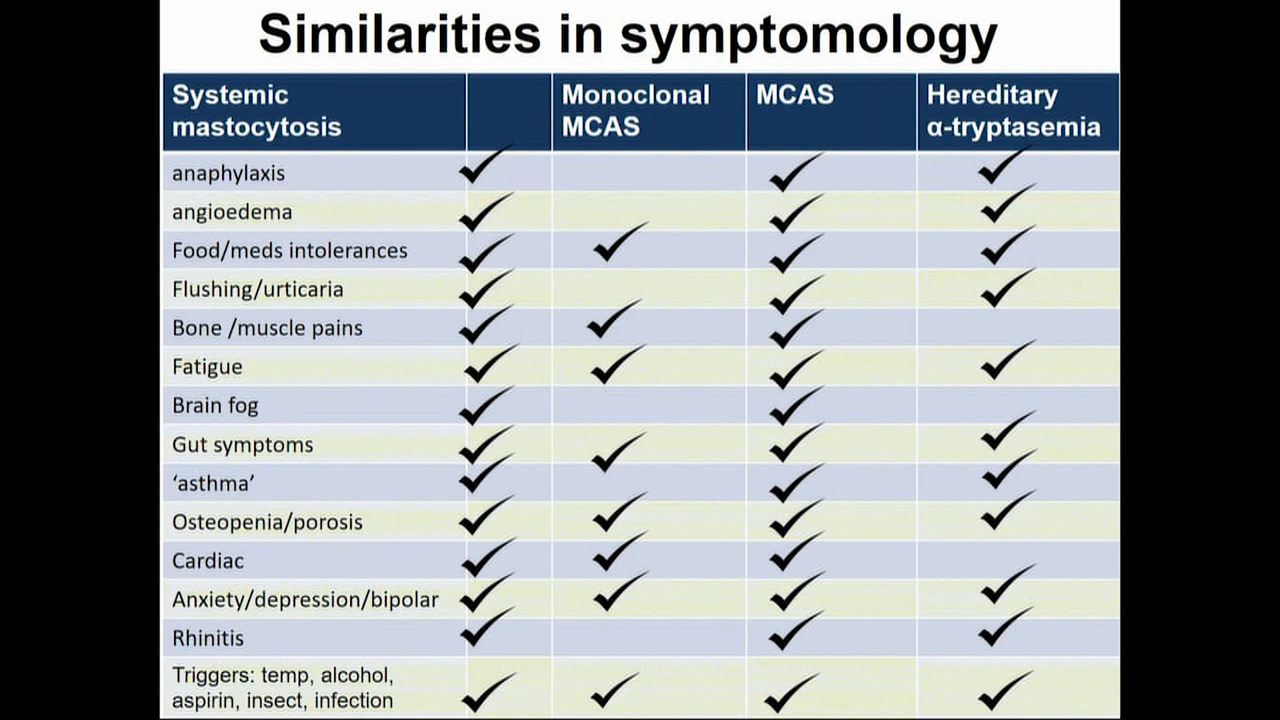 Similarities in symptomology
Systemic mastocytosis
Monoclonal MCAS
MCAS
Hereditary α-tryptasemia
anaphylaxis
angioedema
Food/meds intolerances
Flushing/urticaria
Bone /muscle pains
Fatigue
Brain fog
Gut symptoms
‘asthma’
Osteopenia/porosis
Cardiac
Anxiety/depression/bipolar
Rhinitis
Triggers: temp, alcohol,
aspirin, insect, infection